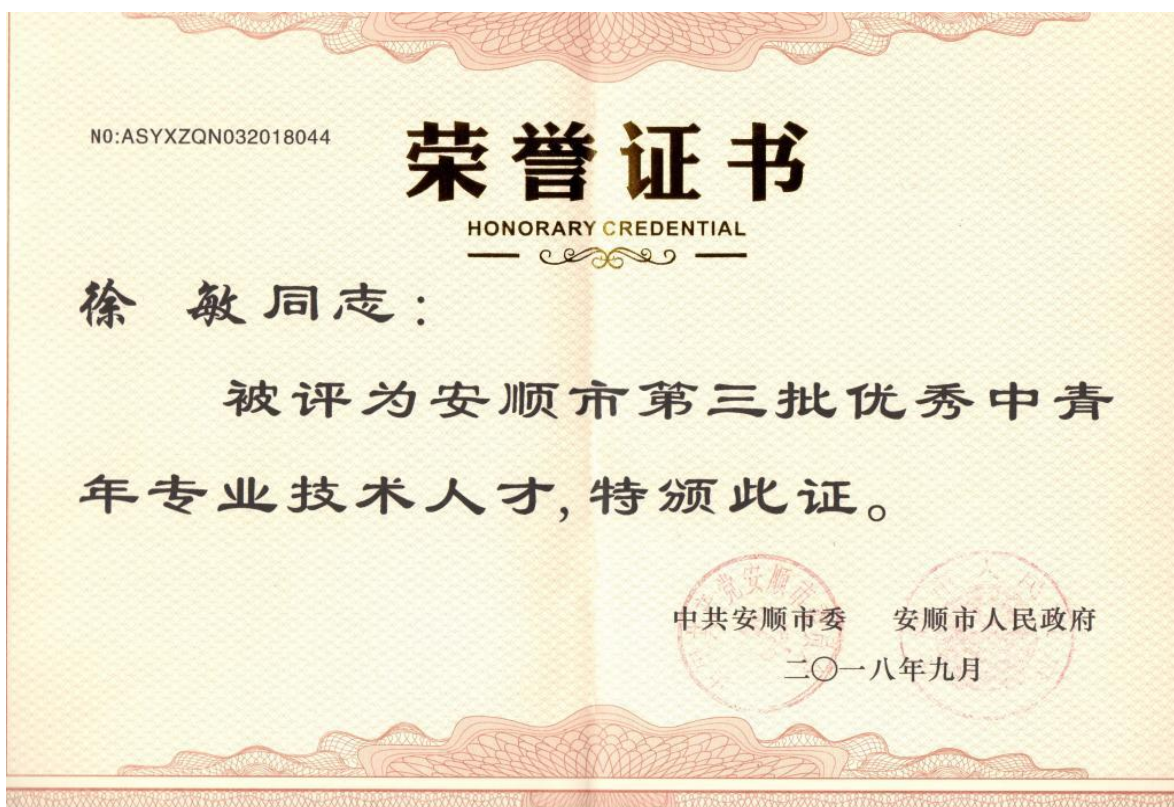 NO:ASYXZQN032018044
荣誉证书
HONORARY CREDENTIAL
徐 敏同志：
被评为安顺市第三批优秀中青
年专业技术人才，特颁此证。
中共安顺市委 安顺市人民政府
二〇一八年九月